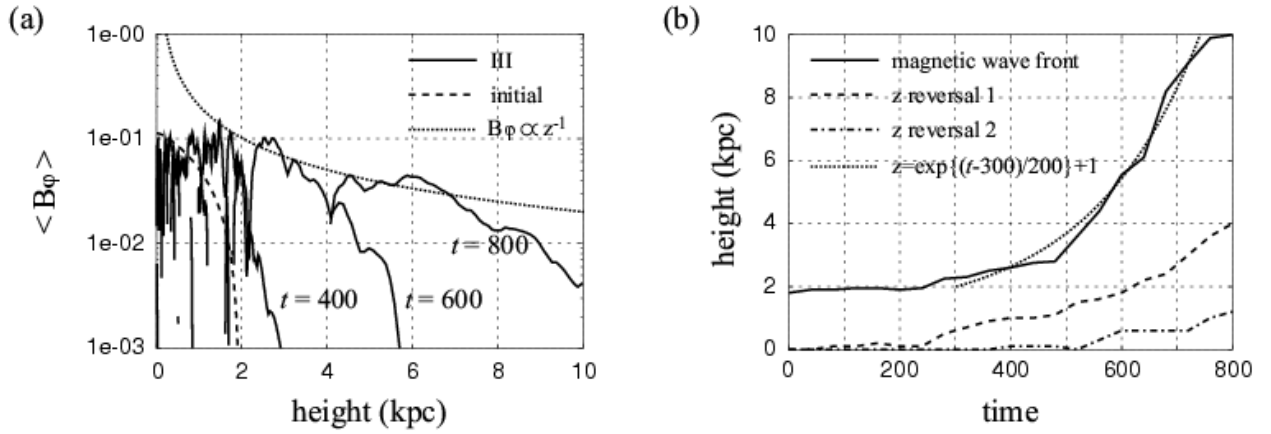 (a)
1e-00
1e-01
1e-02
1e-03
< Bφ >
III
initial
Bφ ∝ z⁻¹
t = 400
t = 600
t = 800
0 2 4 6 8 10
height (kpc)
(b)
10
8
6
4
2
0
height (kpc)
magnetic wave front
z reversal 1
z reversal 2
z=exp{(t-300)/200}+1
0 200 400 600 800
time